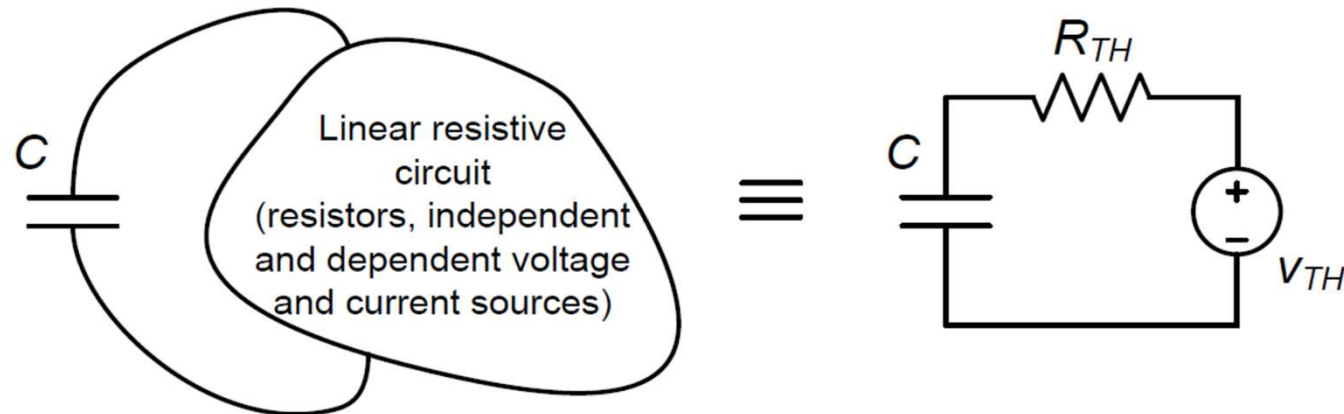 C
Linear resistive
circuit
(resistors, independent
and dependent voltage
and current sources)
≡
C
R_TH
+
−
v_TH